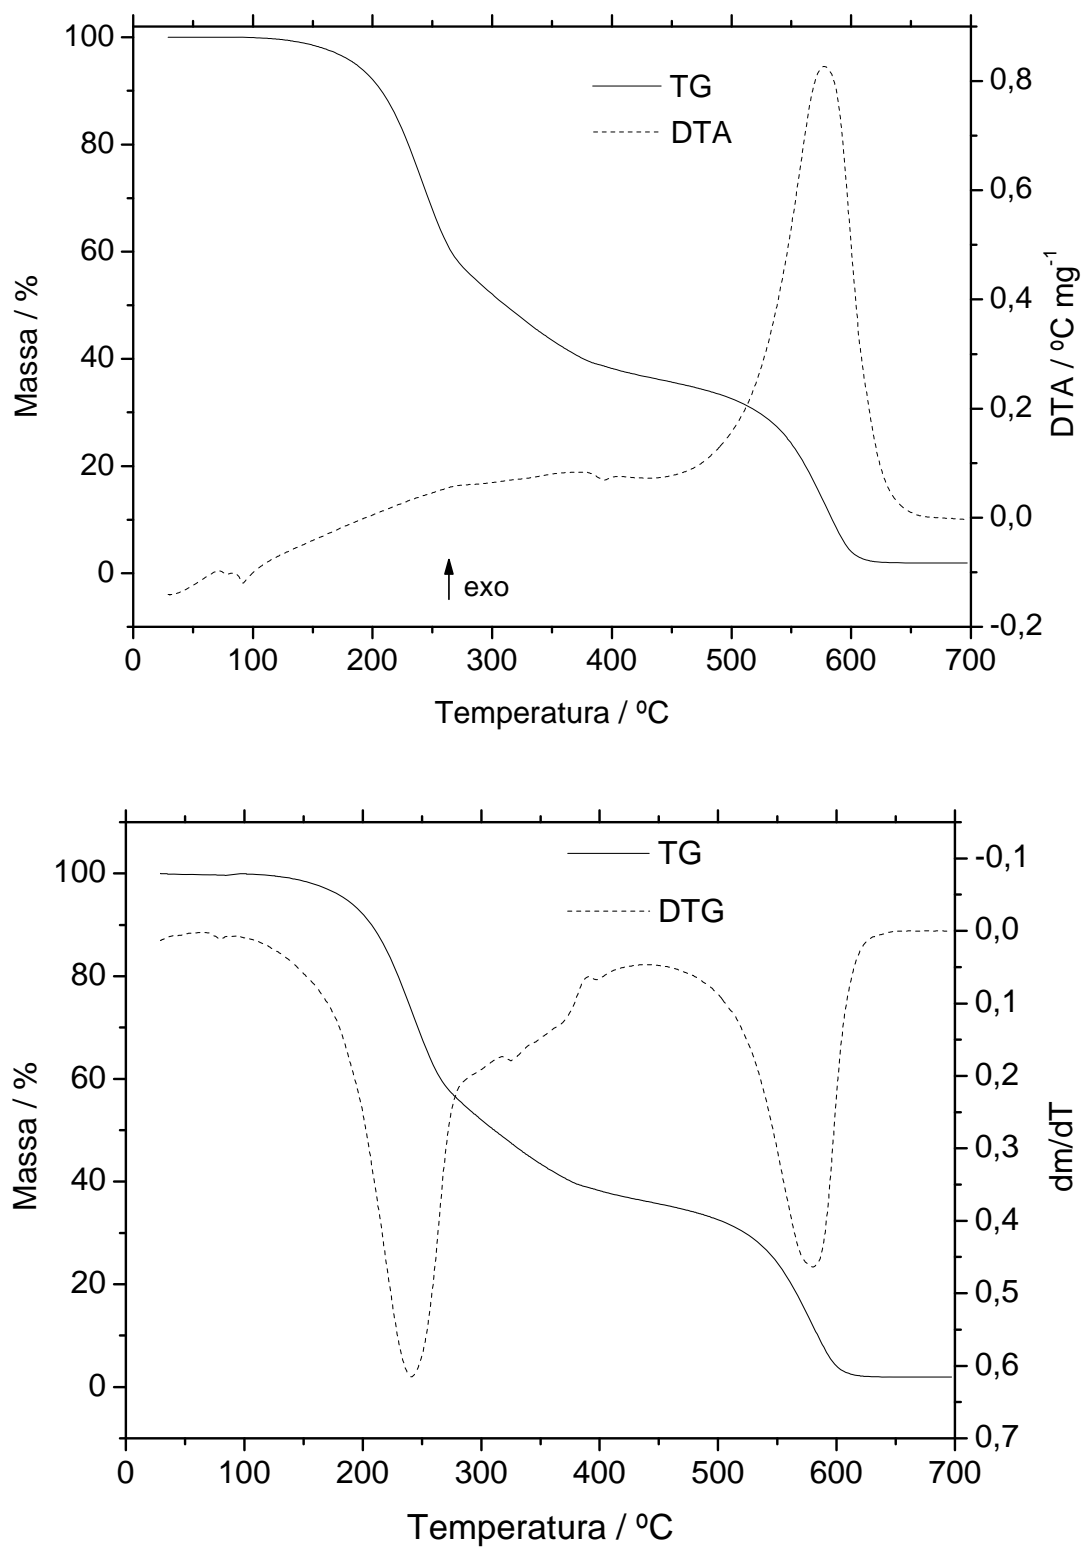 100
80
60
40
20
0
Massa / %
TG
DTA
exo
0,8
0,6
0,4
0,2
0,0
-0,2
DTA / ºC mg-1
0 100 200 300 400 500 600 700
Temperatura / ºC
100
80
60
40
20
0
Massa / %
TG
DTG
-0,1
0,0
0,1
0,2
0,3
0,4
0,5
0,6
0,7
dm/dT
0 100 200 300 400 500 600 700
Temperatura / ºC